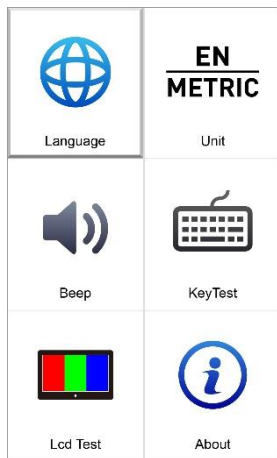 EN
METRIC
Language
Unit
Beep
KeyTest
Lcd Test
About